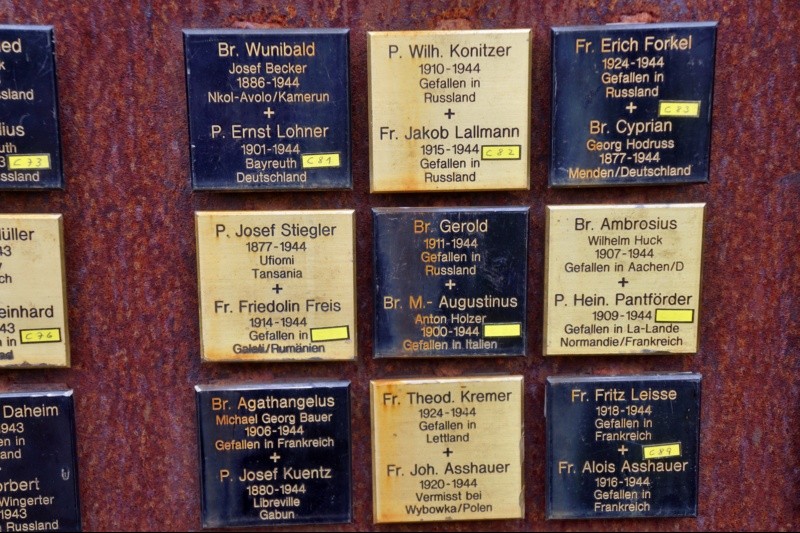 Br. Wunibald
Josef Becker
1886-1944
Nkol-Avolo/Kamerun
+
P. Ernst Lohner
1901-1944
Bayreuth
C 81
Deutschland
P. Wilh. Konitzer
1910-1944
Gefallen in
Russland
+
Fr. Jakob Lallmann
1915-1944
C 82
Gefallen in
Russland
Fr. Erich Forkel
1924-1944
Gefallen in
Russland
+
C 83
Br. Cyprian
Georg Hodruss
1877-1944
Menden/Deutschland
C 73
P. Josef Stiegler
1877-1944
Ufiomi
Tansania
+
Fr. Friedolin Freis
1914-1944
Gefallen in
Galati/Rumänien
Br. Gerold
1911-1944
Gefallen in
Russland
+
Br. M.- Augustinus
Anton Holzer
1900-1944
Gefallen in Italien
Br. Ambrosius
Wilhelm Huck
1907-1944
Gefallen in Aachen/D
+
P. Hein. Pantförder
1909-1944
Gefallen in La-Lande
Normandie/Frankreich
C 76
Br. Agathangelus
Michael Georg Bauer
1906-1944
Gefallen in Frankreich
+
P. Josef Kuentz
1880-1944
Libreville
Gabun
Fr. Theod. Kremer
1924-1944
Gefallen in
Lettland
+
Fr. Joh. Asshauer
1920-1944
Vermisst bei
Wybowka/Polen
Fr. Fritz Leisse
1918-1944
Gefallen in
Frankreich
+
C 89
Fr. Alois Asshauer
1916-1944
Gefallen in
Frankreich
Daheim
1943
Wingerter
1943
Russland